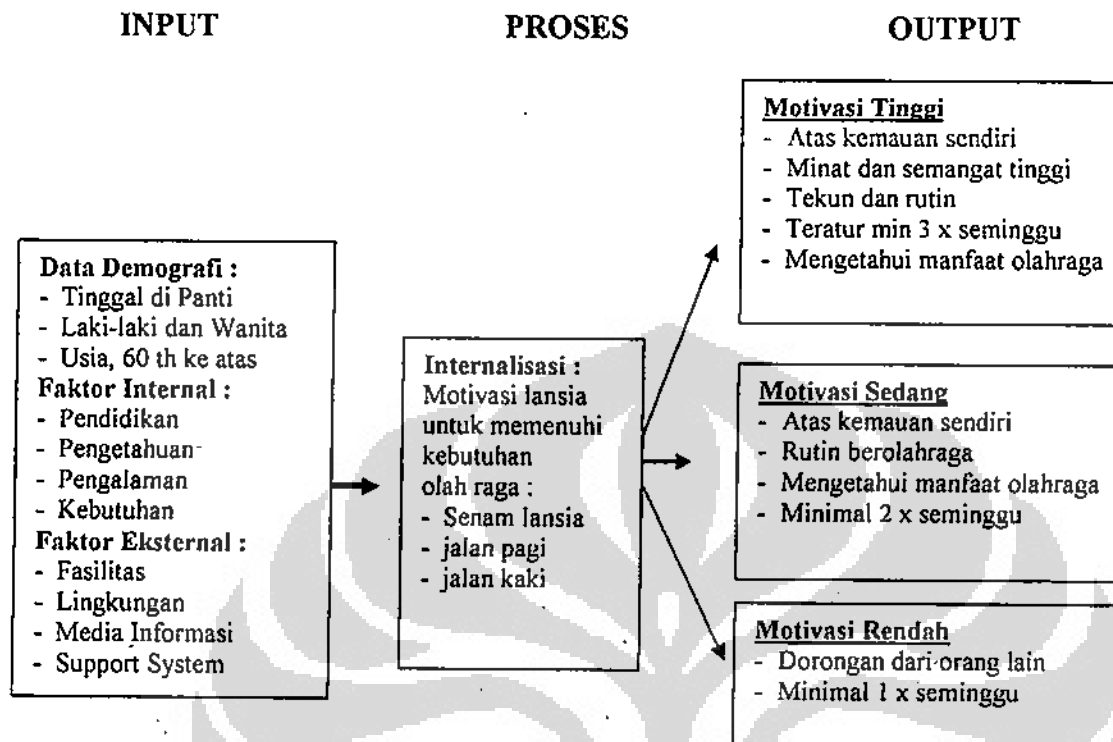 INPUT
PROSES
OUTPUT
Data Demografi :
- Tinggal di Panti
- Laki-laki dan Wanita
- Usia, 60 th ke atas
Faktor Internal :
- Pendidikan
- Pengetahuan
- Pengalaman
- Kebutuhan
Faktor Eksternal :
- Fasilitas
- Lingkungan
- Media Informasi
- Support System
Internalisasi :
Motivasi lansia
untuk memenuhi
kebutuhan
olah raga :
- Senam lansia
- jalan pagi
- jalan kaki
Motivasi Tinggi
- Atas kemauan sendiri
- Minat dan semangat tinggi
- Tekun dan rutin
- Teratur min 3 x seminggu
- Mengetahui manfaat olahraga
Motivasi Sedang
- Atas kemauan sendiri
- Rutin berolahraga
- Mengetahui manfaat olahraga
- Minimal 2 x seminggu
Motivasi Rendah
- Dorongan dari orang lain
- Minimal 1 x seminggu